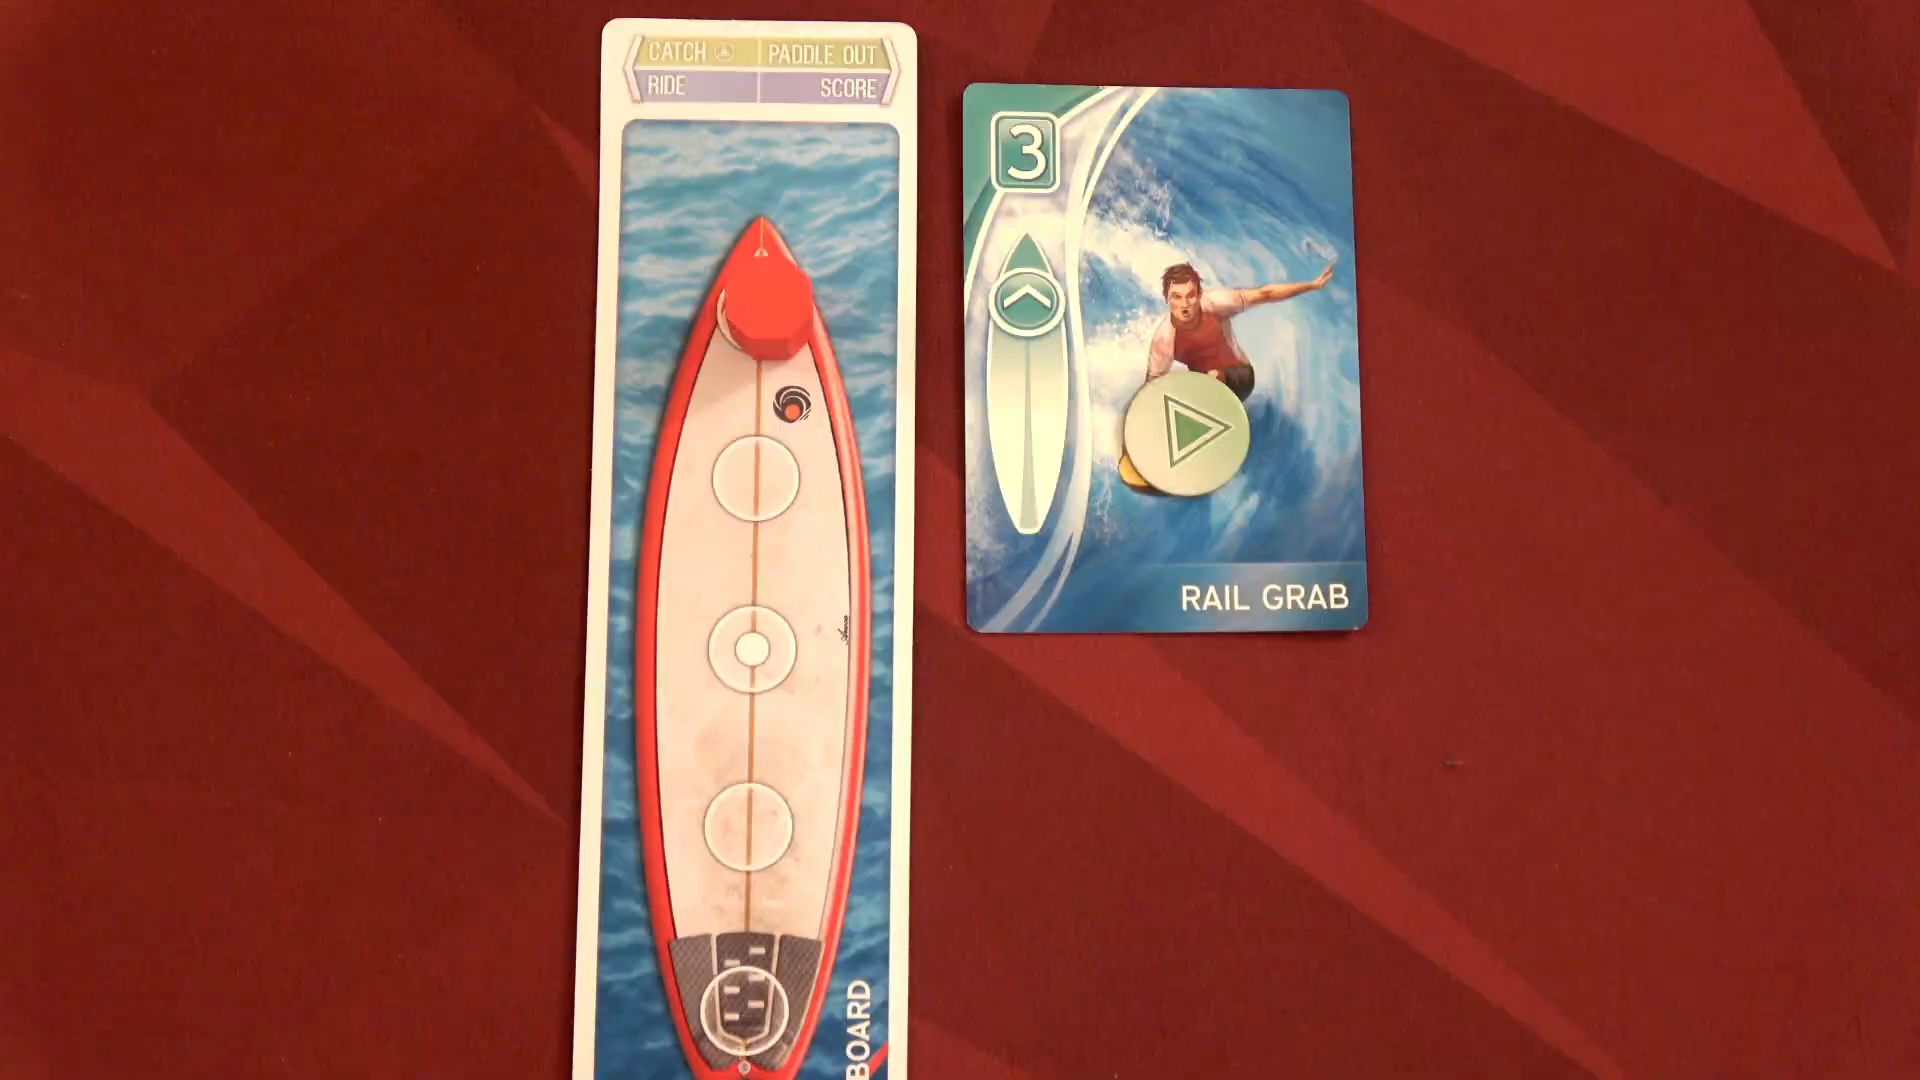 CATCH PADDLE OUT
RIDE SCORE
3
RAIL GRAB
BOARD